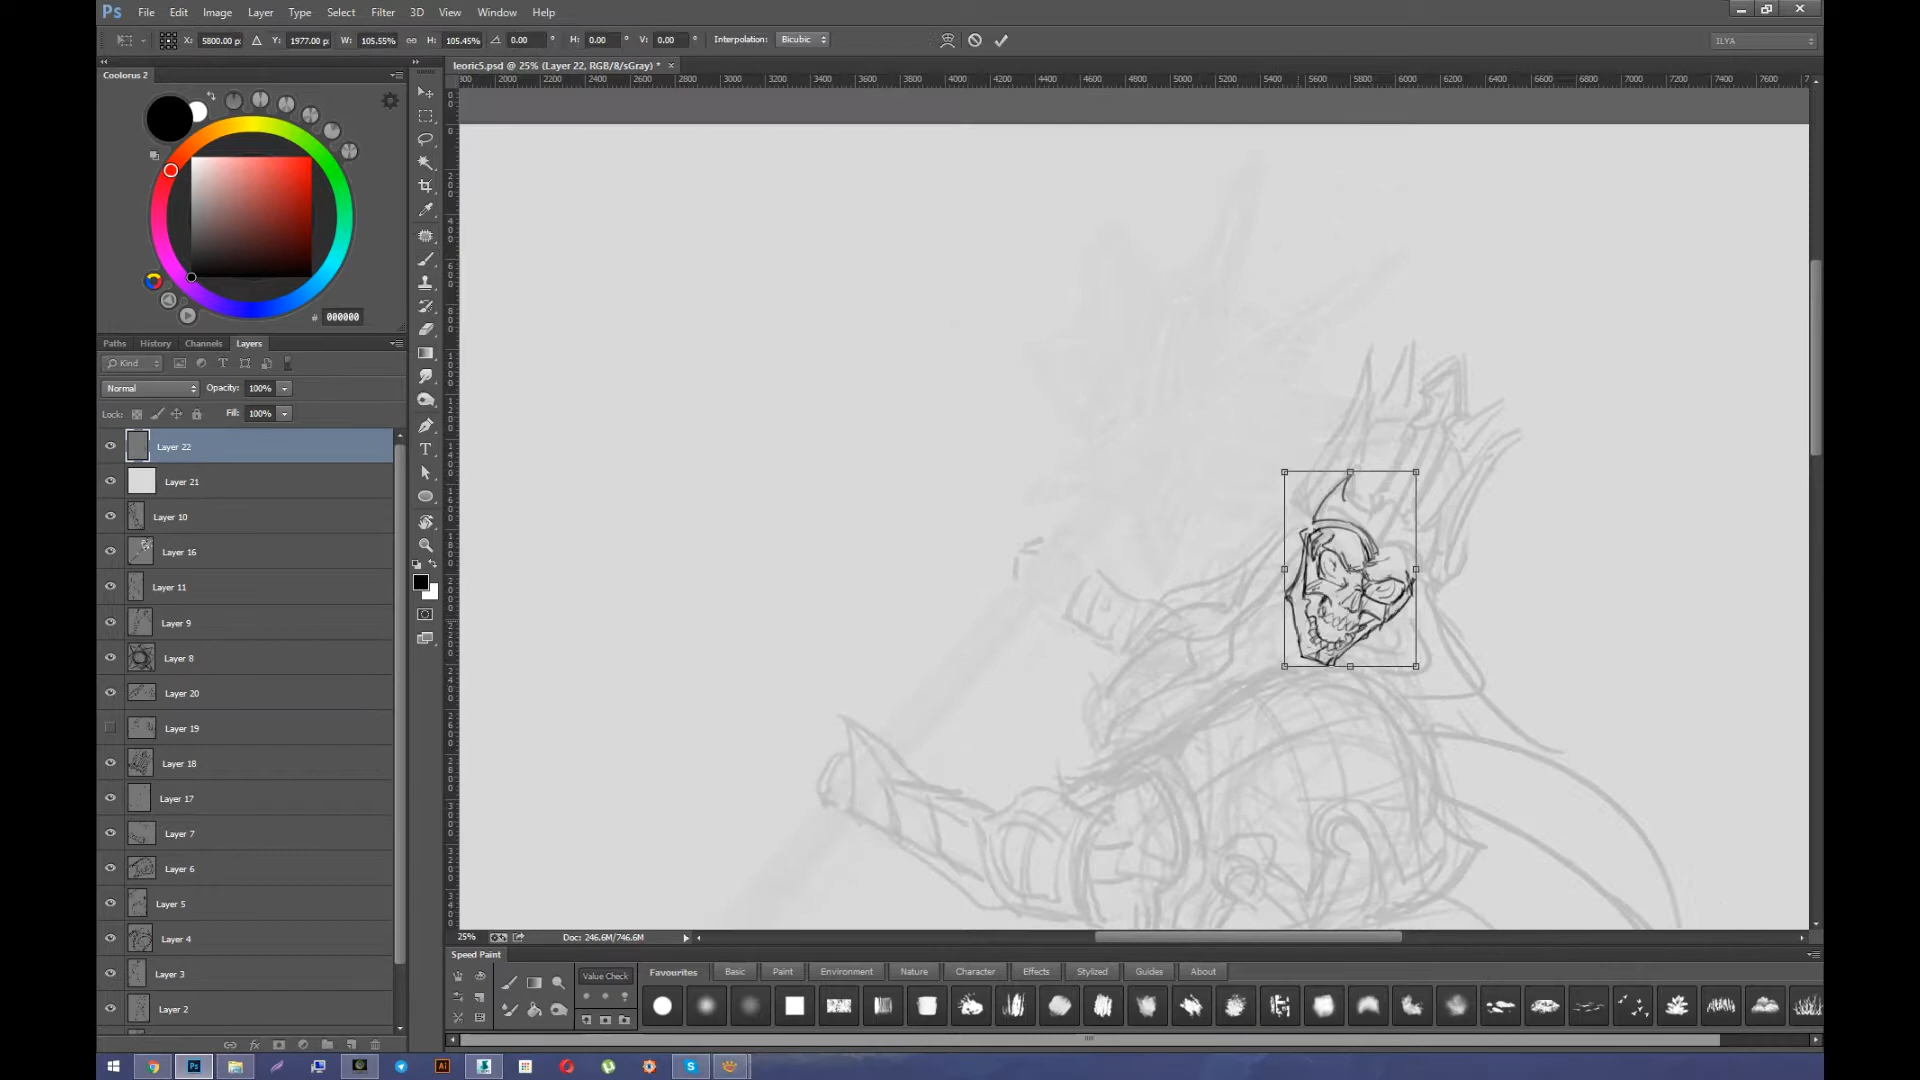 Ps File Edit Image Layer Type Select Filter 3D View Window Help
X: 5800.00 p Y: 1977.00 p W: 105.55% H: 105.45% 0.00 ° H: 0.00 ° V: 0.00 ° Interpolation: Bicubic ILYA
Coolorus 2
leoric5.psd @ 25% (Layer 22, RGB/8/sGray) * ×
2000 2200 2400 2600 2800 3000 3200 3400 3600 3800 4000 4200 4400 4600 4800 5000 5200 5400 5600 5800 6000 6200 6400 6600 6800 7000 7200 7400 7600
# 000000
Paths History Channels Layers
Kind
Normal Opacity: 100%
Lock: Fill: 100%
Layer 22
Layer 21
Layer 10
Layer 16
Layer 11
Layer 9
Layer 8
Layer 20
Layer 19
Layer 18
Layer 17
Layer 7
Layer 6
Layer 5
Layer 4
Layer 3
Layer 2
25% Doc: 246.6M/746.6M
Speed Paint
Value Check Favourites Basic Paint Environment Nature Character Effects Stylized Guides About